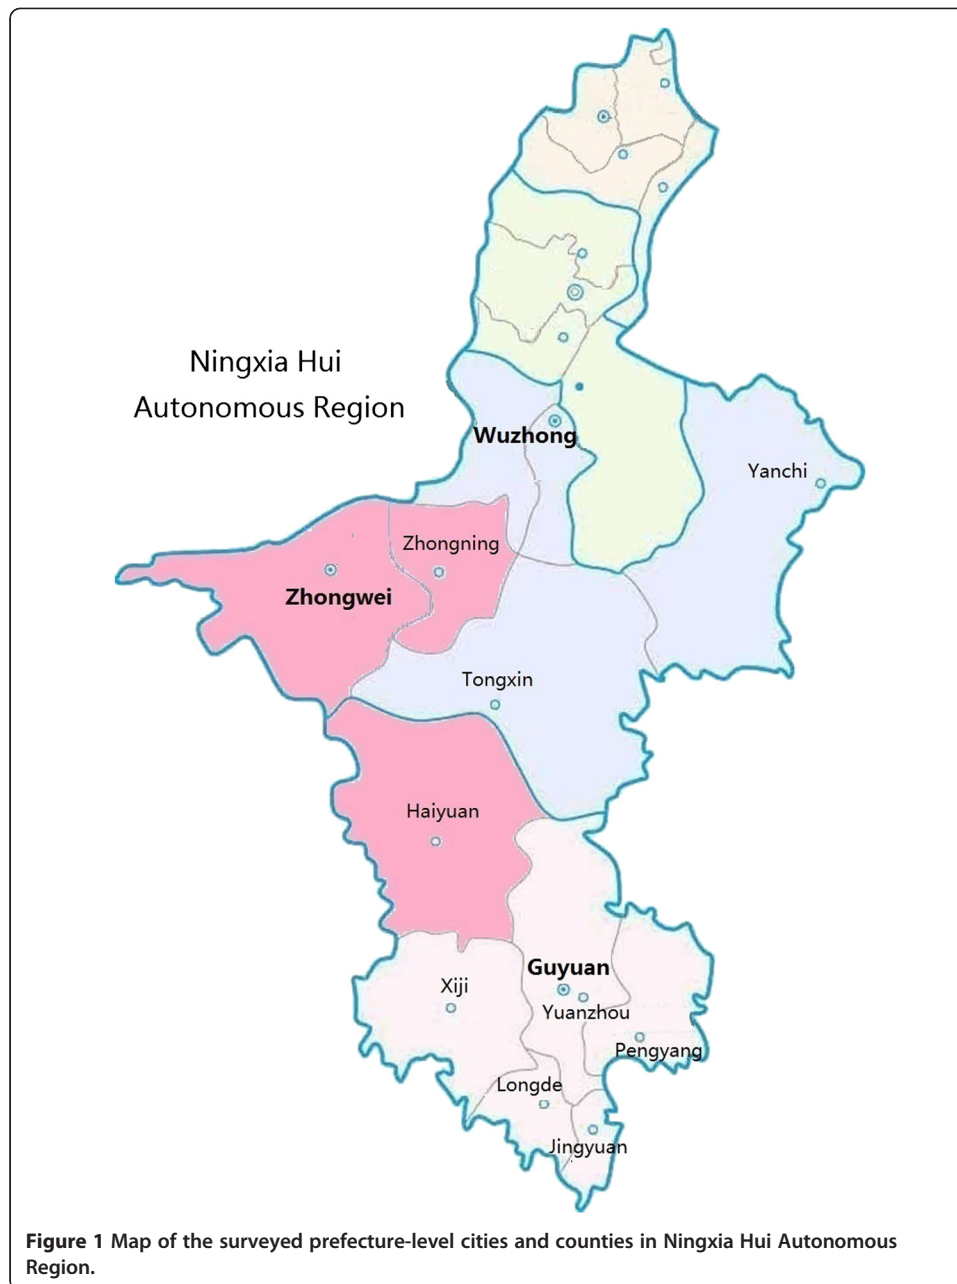 Ningxia Hui
Autonomous Region
Wuzhong
Yanchi
Zhongning
Zhongwei
Tongxin
Haiyuan
Guyuan
Xiji
Yuanzhou
Pengyang
Longde
Jingyuan
Figure 1 Map of the surveyed prefecture-level cities and counties in Ningxia Hui Autonomous
Region.